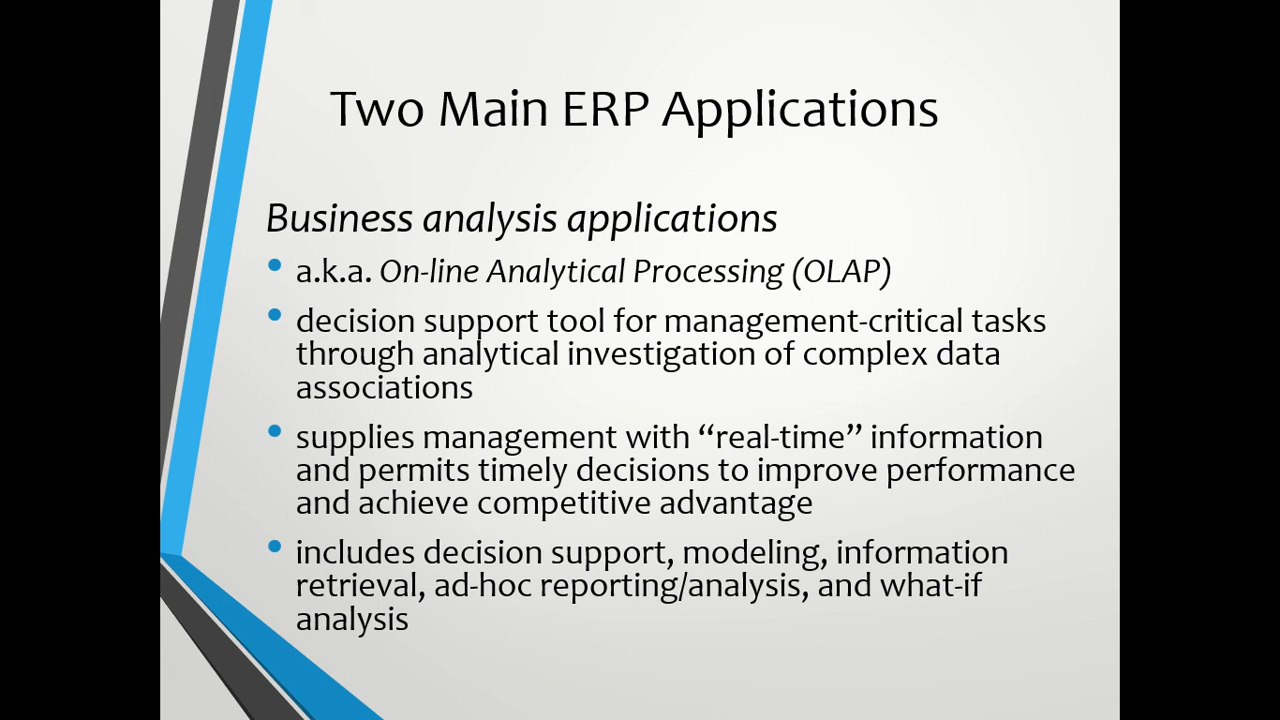 Two Main ERP Applications
Business analysis applications
• a.k.a. On-line Analytical Processing (OLAP)
• decision support tool for management-critical tasks
through analytical investigation of complex data
associations
• supplies management with “real-time” information
and permits timely decisions to improve performance
and achieve competitive advantage
• includes decision support, modeling, information
retrieval, ad-hoc reporting/analysis, and what-if
analysis